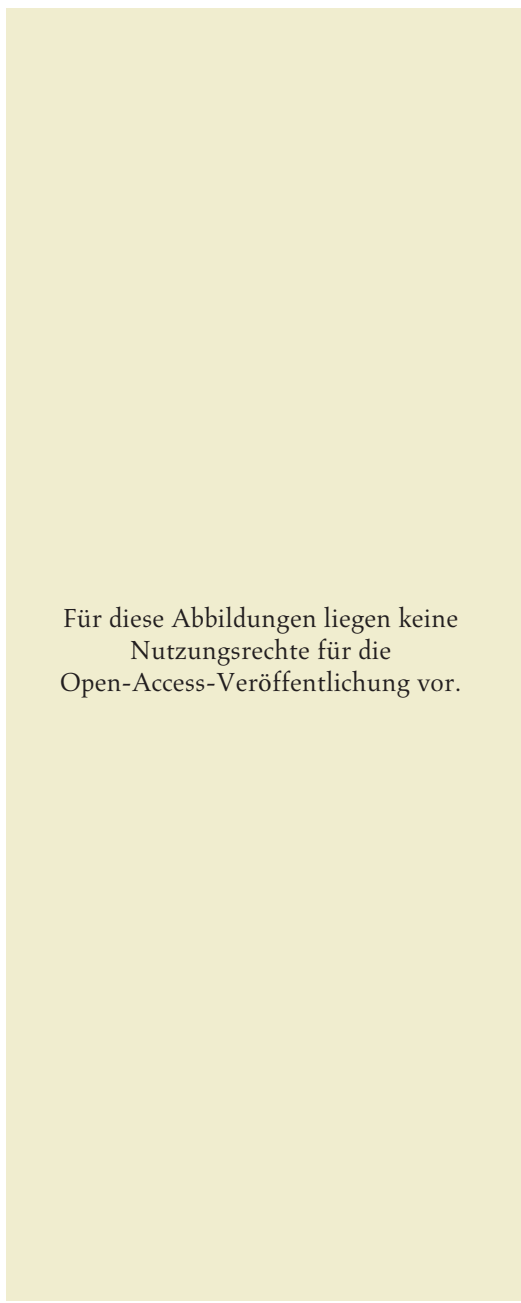 Für diese Abbildungen liegen keine
Nutzungsrechte für die
Open-Access-Veröffentlichung vor.